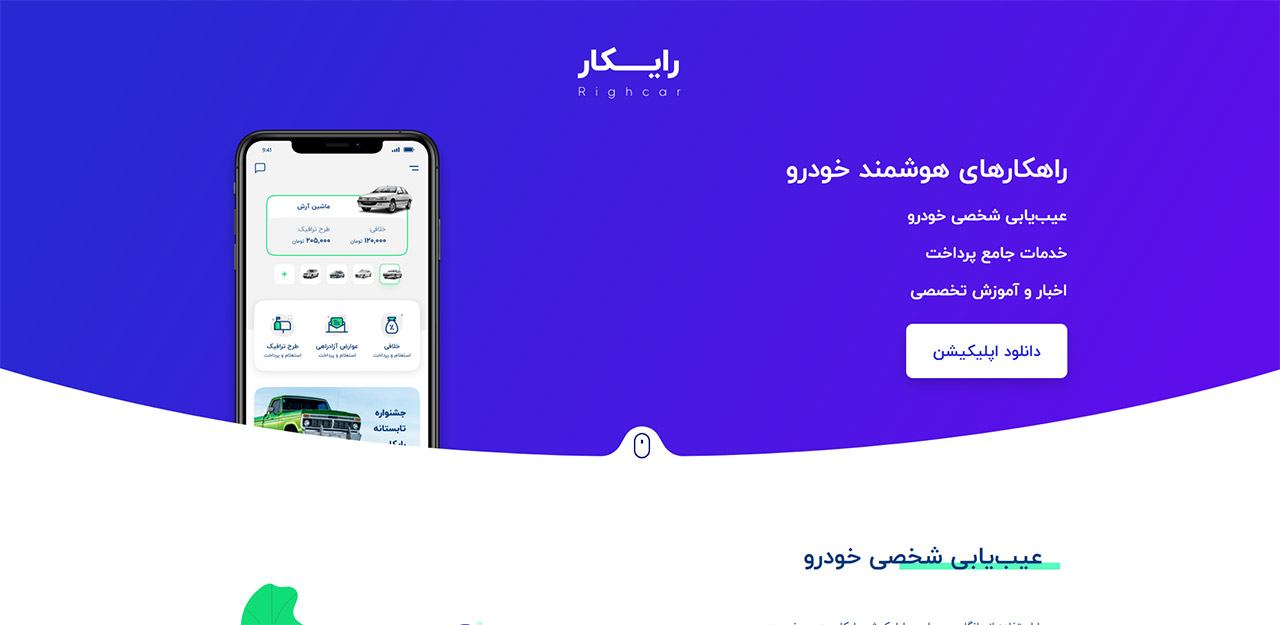 رایـــکار
Righcar
راهکارهای هوشمند خودرو
عیب‌یابی شخصی خودرو
خدمات جامع پرداخت
اخبار و آموزش تخصصی
دانلود اپلیکیشن
9:41
ماشین آرش
خلافی: طرح ترافیک:
۱۲۰,۰۰۰ تومان ۲۰۵,۰۰۰ تومان
+
خلافی عوارض آزادراهی طرح ترافیک
استعلام و پرداخت استعلام و پرداخت استعلام و پرداخت
جشنواره
تابستانه
عیب‌یابی شخصی خودرو